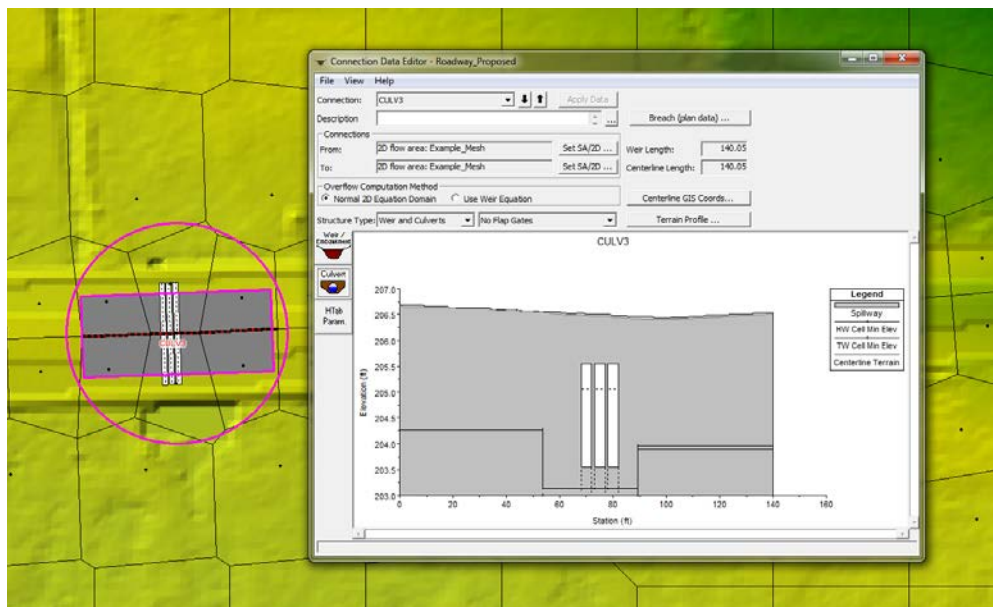 Connection Data Editor - Roadway_Proposed
File View Help
Connection: CULV3 Apply Data
Description ... Breach (plan data) ...
Connections
From: 2D flow area: Example_Mesh Set SA/2D ... Weir Length: 140.05
To: 2D flow area: Example_Mesh Set SA/2D ... Centerline Length: 140.05
Overflow Computation Method
Normal 2D Equation Domain Use Weir Equation Centerline GIS Coords...
Structure Type: Weir and Culverts No Flap Gates Terrain Profile ...
Weir /
Embankment
Culvert
HTab
Param.
CULV3
207.0
206.5
206.0
205.5
205.0
204.5
204.0
203.5
203.0
Elevation (ft)
0 20 40 60 80 100 120 140 160
Station (ft)
Legend
Spillway
HW Cell Min Elev
TW Cell Min Elev
Centerline Terrain
CULV3